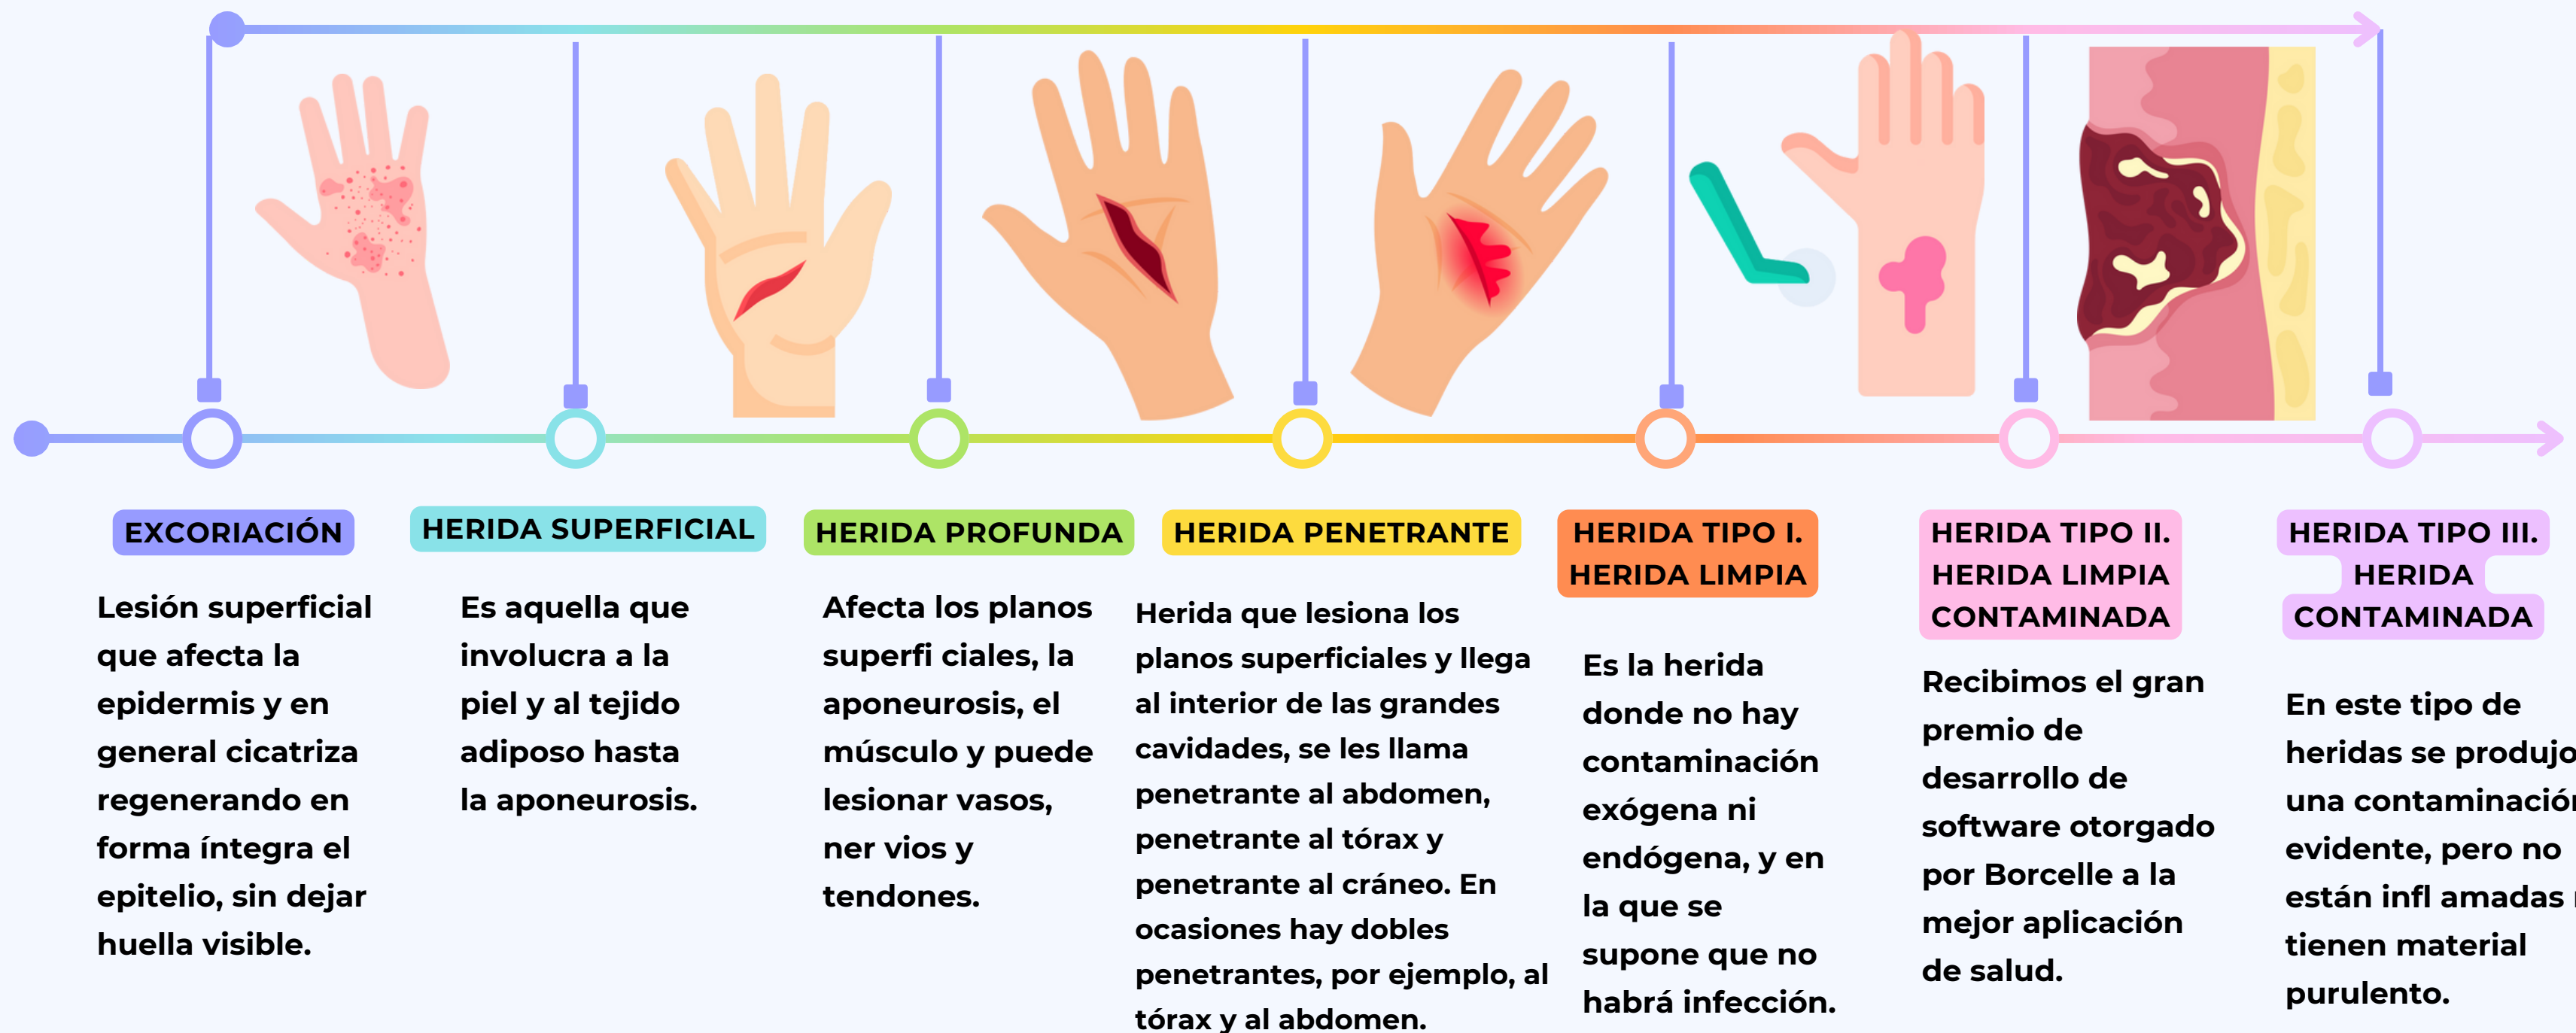 EXCORIACIÓN
Lesión superficial
que afecta la
epidermis y en
general cicatriza
regenerando en
forma íntegra el
epitelio, sin dejar
huella visible.
HERIDA SUPERFICIAL
Es aquella que
involucra a la
piel y al tejido
adiposo hasta
la aponeurosis.
HERIDA PROFUNDA
Afecta los planos
superfi ciales, la
aponeurosis, el
músculo y puede
lesionar vasos,
ner vios y
tendones.
HERIDA PENETRANTE
Herida que lesiona los
planos superficiales y llega
al interior de las grandes
cavidades, se les llama
penetrante al abdomen,
penetrante al tórax y
penetrante al cráneo. En
ocasiones hay dobles
penetrantes, por ejemplo, al
tórax y al abdomen.
HERIDA TIPO I.
HERIDA LIMPIA
Es la herida
donde no hay
contaminación
exógena ni
endógena, y en
la que se
supone que no
habrá infección.
HERIDA TIPO II.
HERIDA LIMPIA
CONTAMINADA
Recibimos el gran
premio de
desarrollo de
software otorgado
por Borcelle a la
mejor aplicación
de salud.
HERIDA TIPO III.
HERIDA
CONTAMINADA
En este tipo de
heridas se produjo
una contaminación
evidente, pero no
están infl amadas
tienen material
purulento.